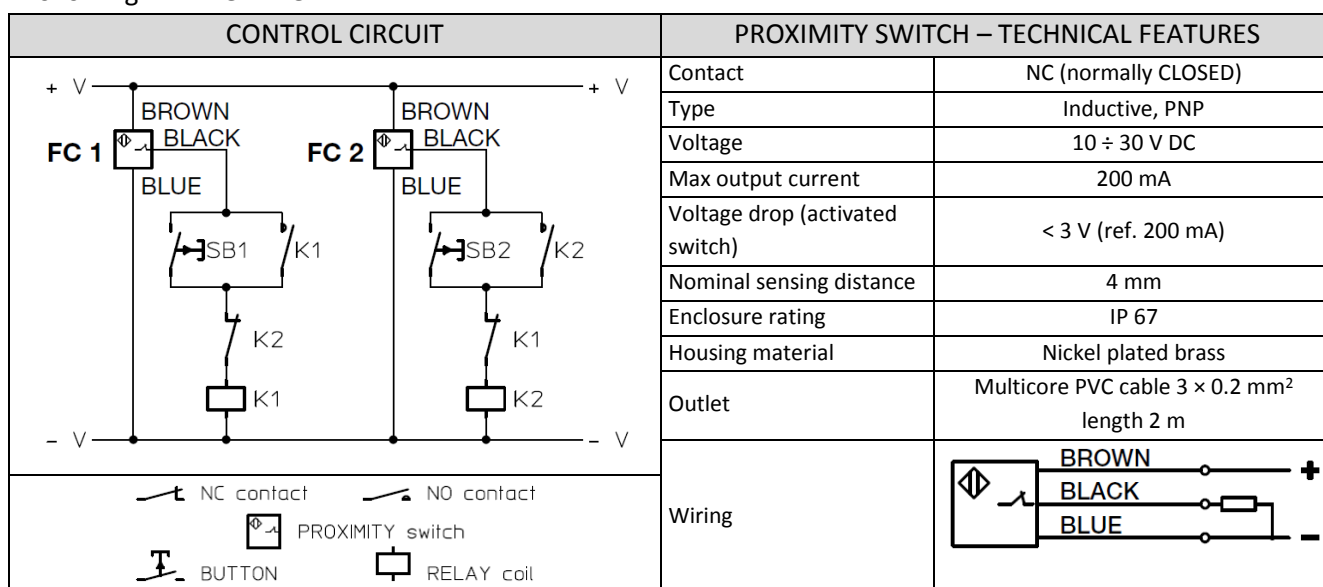 CONTROL CIRCUIT
+ V
+ V
BROWN
BLACK
FC 1
BLUE
SB1
K1
K2
K1
BROWN
BLACK
FC 2
BLUE
SB2
K2
K1
K2
- V
- V
NC contact
NO contact
PROXIMITY switch
BUTTON
RELAY coil
PROXIMITY SWITCH – TECHNICAL FEATURES
Contact
NC (normally CLOSED)
Type
Inductive, PNP
Voltage
10 ÷ 30 V DC
Max output current
200 mA
Voltage drop (activated
switch)
< 3 V (ref. 200 mA)
Nominal sensing distance
4 mm
Enclosure rating
IP 67
Housing material
Nickel plated brass
Outlet
Multicore PVC cable 3 × 0.2 mm²
length 2 m
Wiring
BROWN
+
BLACK
BLUE
-